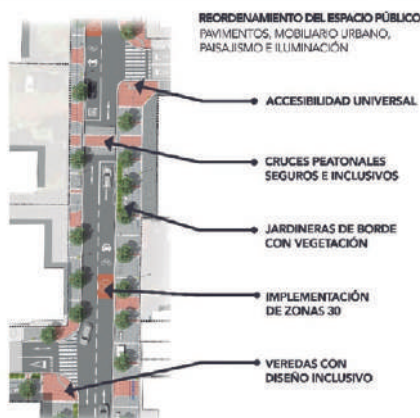 REORDENAMIENTO DEL ESPACIO PÚBLICO
PAVIMENTOS, MOBILIARIO URBANO,
PAISAJISMO E ILUMINACIÓN
ACCESIBILIDAD UNIVERSAL
CRUCES PEATONALES
SEGUROS E INCLUSIVOS
JARDINERAS DE BORDE
CON VEGETACIÓN
IMPLEMENTACIÓN
DE ZONAS 30
VEREDAS CON
DISEÑO INCLUSIVO